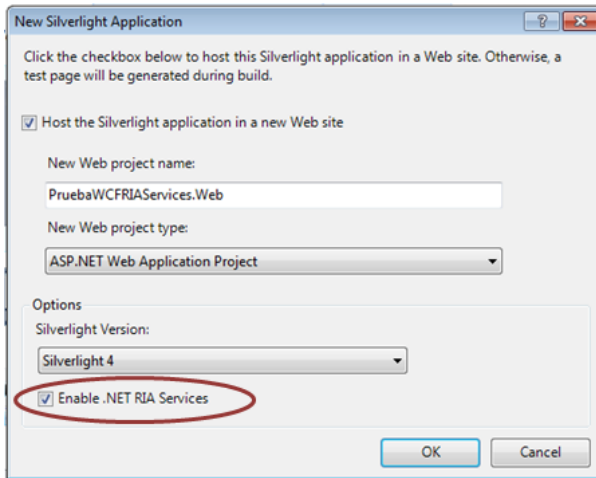 New Silverlight Application
Click the checkbox below to host this Silverlight application in a Web site. Otherwise, a
test page will be generated during build.
Host the Silverlight application in a new Web site
New Web project name:
PruebaWCFRIAServices.Web
New Web project type:
ASP.NET Web Application Project
Options
Silverlight Version:
Silverlight 4
Enable .NET RIA Services
OK
Cancel